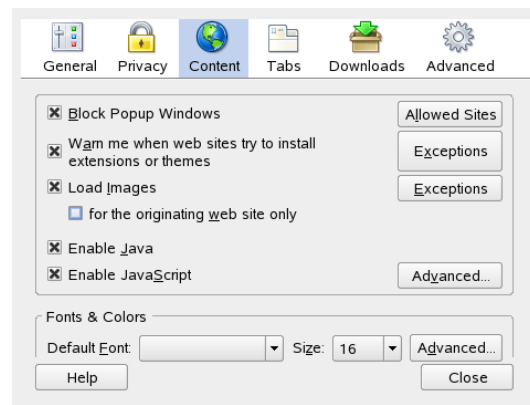 General Privacy Content Tabs Downloads Advanced
Block Popup Windows Allowed Sites
Warn me when web sites try to install
extensions or themes
Exceptions
Load Images Exceptions
for the originating web site only
Enable Java
Enable JavaScript Advanced...
Fonts & Colors
Default Font: Size: 16 Advanced...
Help Close